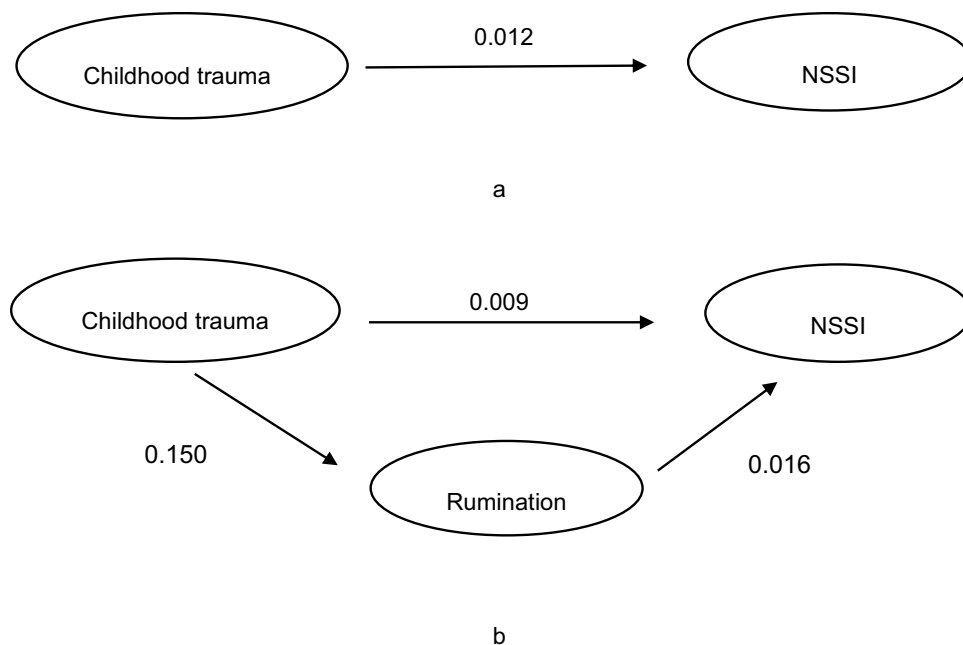 0.012
Childhood trauma
NSSI
a
0.009
Childhood trauma
NSSI
0.150
0.016
Rumination
b